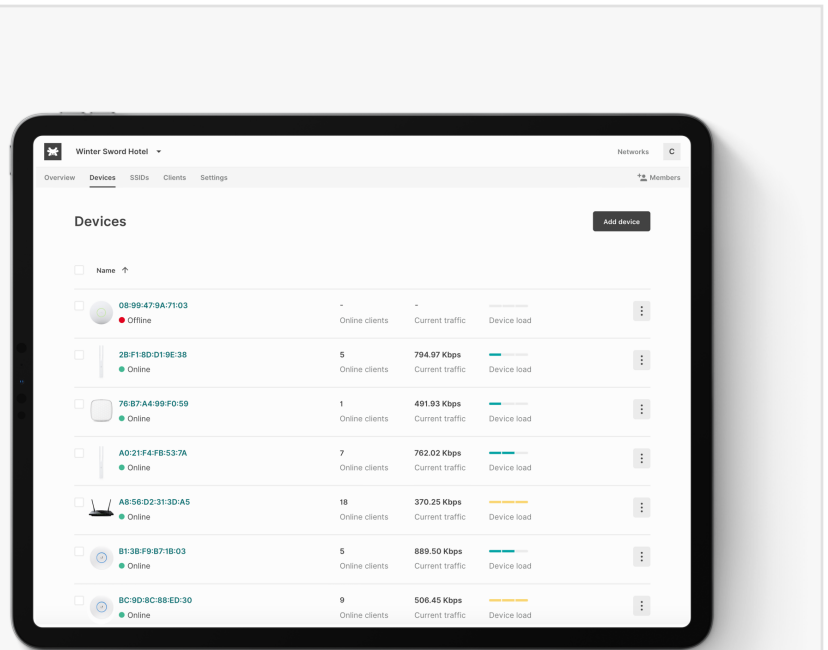 Winter Sword Hotel
Networks C
Overview Devices SSIDs Clients Settings
Members
Devices
Add device
Name
08:99:47:9A:71:03
Offline
-
Online clients
-
Current traffic
Device load
2B:F1:8D:D1:9E:38
Online
5
Online clients
794.97 Kbps
Current traffic
Device load
76:B7:A4:99:F0:59
Online
1
Online clients
491.93 Kbps
Current traffic
Device load
A0:21:F4:FB:53:7A
Online
7
Online clients
762.02 Kbps
Current traffic
Device load
A8:56:D2:31:3D:A5
Online
18
Online clients
370.25 Kbps
Current traffic
Device load
B1:3B:F9:B7:1B:03
Online
5
Online clients
889.50 Kbps
Current traffic
Device load
BC:9D:8C:88:ED:30
Online
9
Online clients
506.45 Kbps
Current traffic
Device load